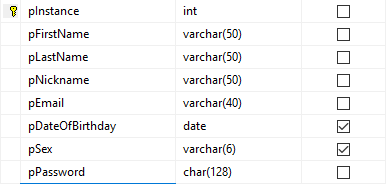 pInstance int
pFirstName varchar(50)
pLastName varchar(50)
pNickname varchar(50)
pEmail varchar(40)
pDateOfBirthday date
pSex varchar(6)
pPassword char(128)